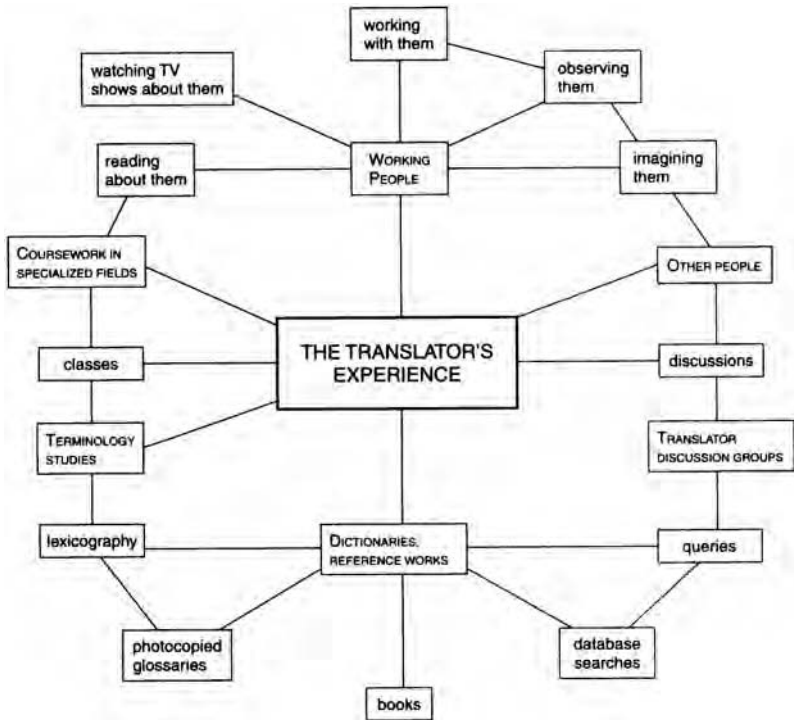 working
with them
watching TV
shows about them
observing
them
reading
about them
WORKING
PEOPLE
imagining
them
COURSEWORK IN
SPECIALIZED FIELDS
OTHER PEOPLE
THE TRANSLATOR'S
EXPERIENCE
classes
discussions
TERMINOLOGY
STUDIES
TRANSLATOR
DISCUSSION GROUPS
lexicography
DICTIONARIES,
REFERENCE WORKS
queries
photocopied
glossaries
database
searches
books